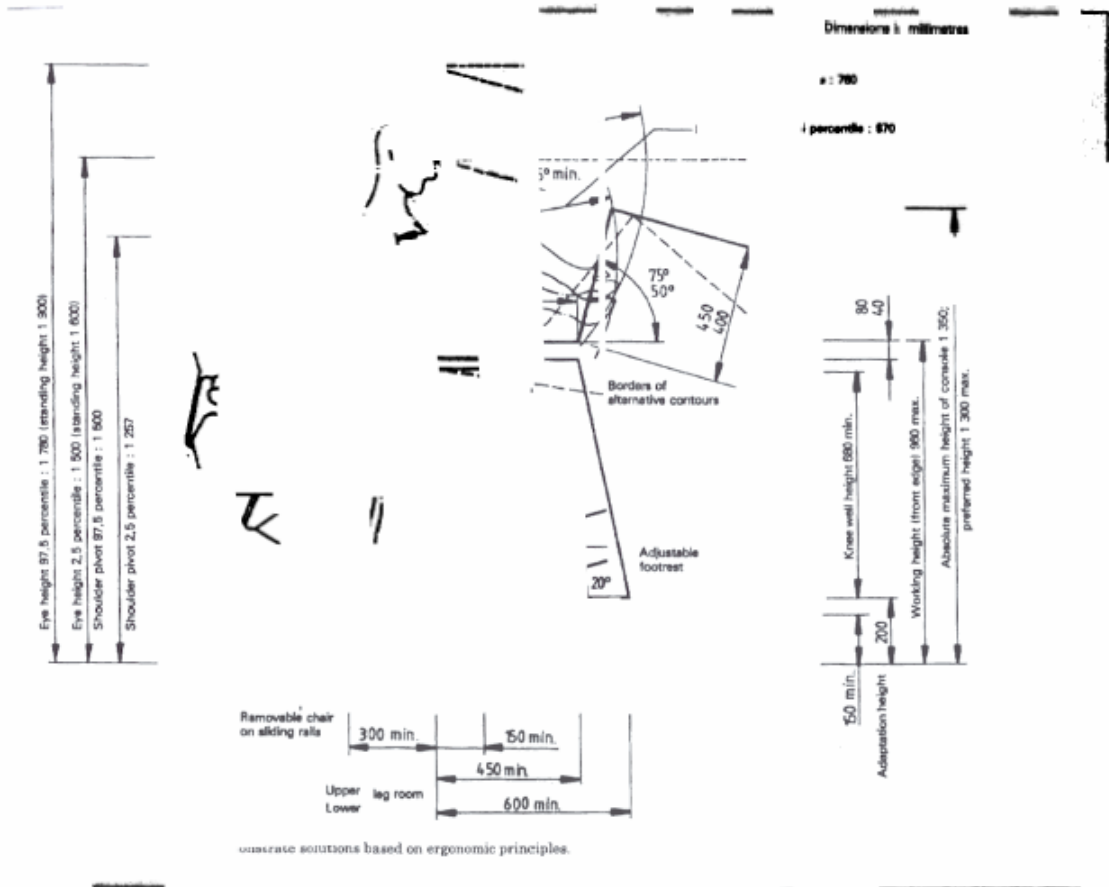 Dimensions in millimetres
: 760
percentile : 670
5° min.
75°
50°
450
400
80
40
Borders of
alternative contours
Eye height 97,5 percentile : 1 780 (standing height 1 900)
Eye height 2,5 percentile : 1 500 (standing height 1 600)
Shoulder pivot 97,5 percentile : 1 500
Shoulder pivot 2,5 percentile : 1 257
Knee well height 680 min.
Working height (front edge) 960 max.
Absolute maximum height of console 1 350;
preferred height 1 300 max.
Adjustable
footrest
20°
200
150 min.
Adaptation height
Removable chair
on sliding rails
300 min.
150 min.
450 min.
Upper
Lower
leg room
600 min.
solutions based on ergonomic principles.